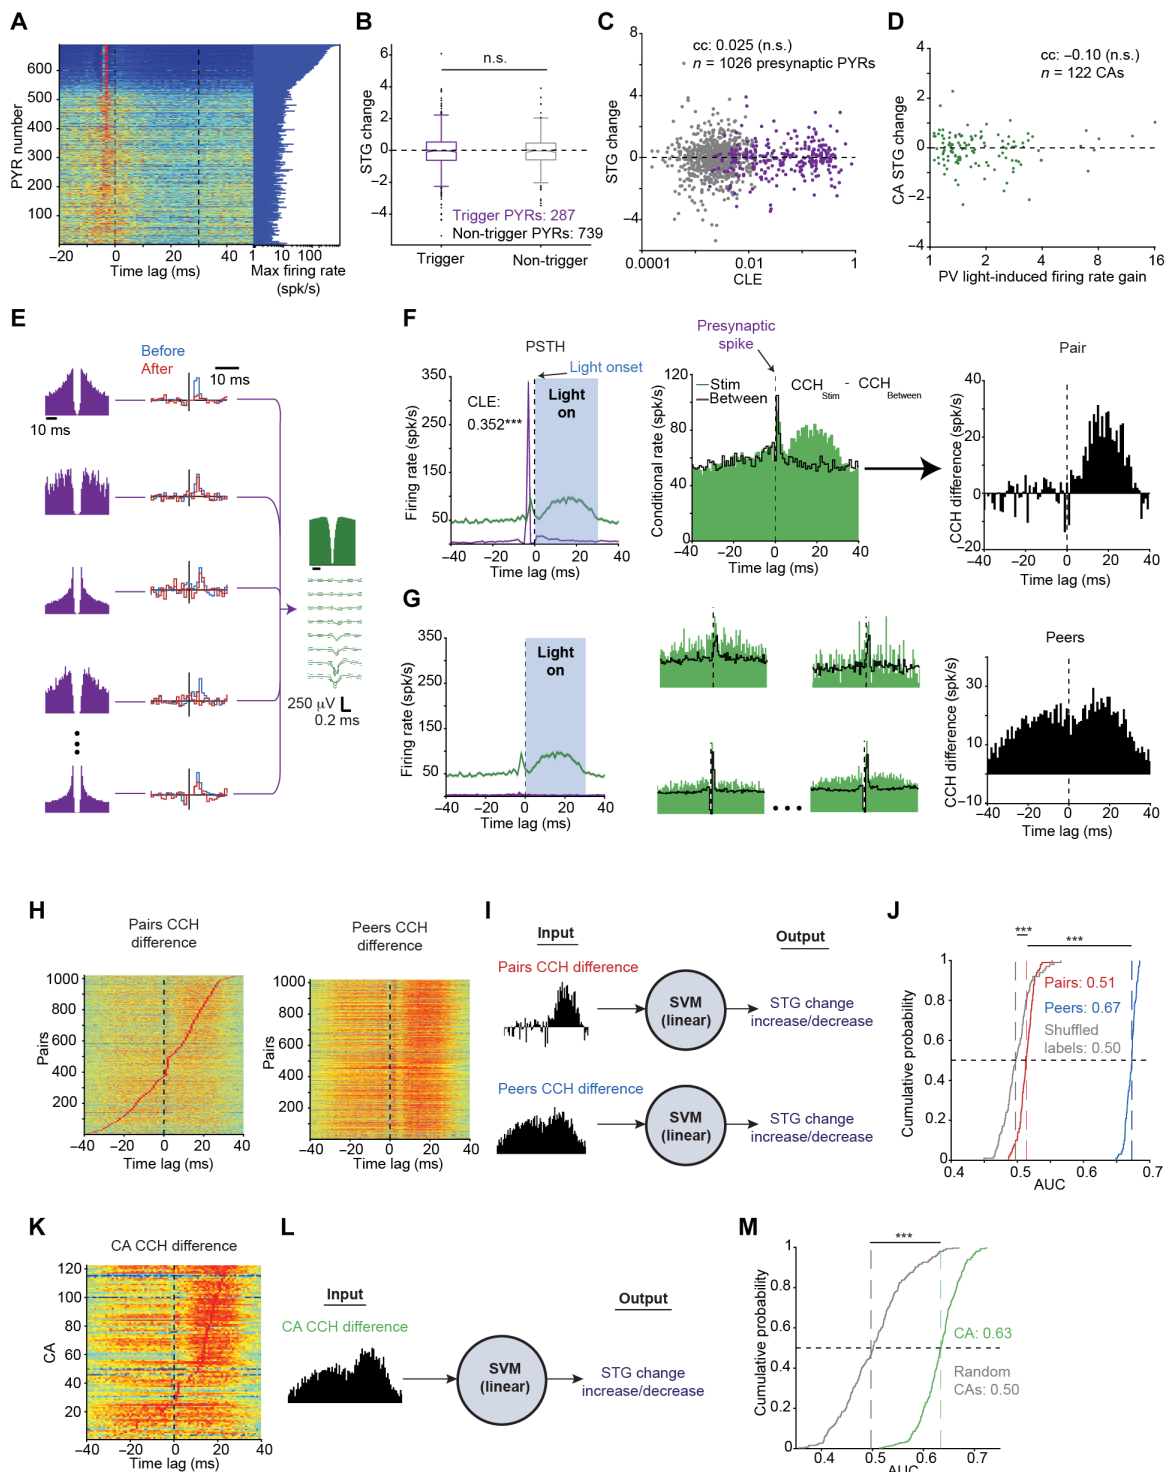 A
PYR number
600
500
400
300
200
100
−20
0
20
40
Time lag (ms)
1
10
100
Max firing rate
(spk/s)
B
STG change
6
4
2
0
−2
−4
n.s.
Trigger PYRs: 287
Non-trigger PYRs: 739
Trigger
Non-trigger
C
STG change
8
4
0
−4
cc: 0.025 (n.s.)
n = 1026 presynaptic PYRs
0.0001
0.01
1
CLE
D
CA STG change
4
2
0
−2
−4
cc: −0.10 (n.s.)
n = 122 CAs
1
2
4
8
16
PV light-induced firing rate gain
E
Before
After
10 ms
10 ms
250 µV
0.2 ms
F
PSTH
Light onset
CLE:
0.352***
Light
on
Firing rate (spk/s)
350
250
150
50
−40
−20
0
20
40
Time lag (ms)
Presynaptic
spike
Stim
Between
CCH Stim - CCH Between
Conditional rate (spk/s)
120
80
40
0
−40
−20
0
20
40
Time lag (ms)
Pair
CCH difference (spk/s)
40
20
0
−20
−40
−20
0
20
40
Time lag (ms)
G
Light
on
Firing rate (spk/s)
350
250
150
50
−40
−20
0
20
40
Time lag (ms)
Peers
CCH difference (spk/s)
30
10
−10
−40
−20
0
20
40
Time lag (ms)
H
Pairs CCH
difference
Pairs
1000
800
600
400
200
−40
−20
0
20
40
Time lag (ms)
Peers CCH
difference
Pairs
1000
800
600
400
200
−40
−20
0
20
40
Time lag (ms)
I
Input
Output
Pairs CCH difference
SVM
(linear)
STG change
increase/decrease
Peers CCH difference
SVM
(linear)
STG change
increase/decrease
J
***
***
Cumulative probability
1
0.8
0.6
0.4
0.2
0
Pairs: 0.51
Peers: 0.67
Shuffled
labels: 0.50
0.4
0.5
0.6
0.7
AUC
K
CA CCH difference
CA
120
100
80
60
40
20
−40
−20
0
20
40
Time lag (ms)
L
Input
Output
CA CCH difference
SVM
(linear)
STG change
increase/decrease
M
***
Cumulative probability
1
0.8
0.6
0.4
0.2
0
CA: 0.63
Random
CAs: 0.50
0.4
0.5
0.6
0.7
AUC